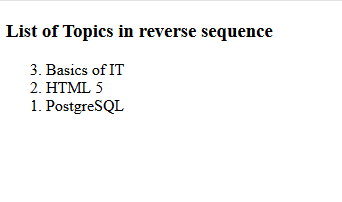 List of Topics in reverse sequence
3. Basics of IT
2. HTML 5
1. PostgreSQL